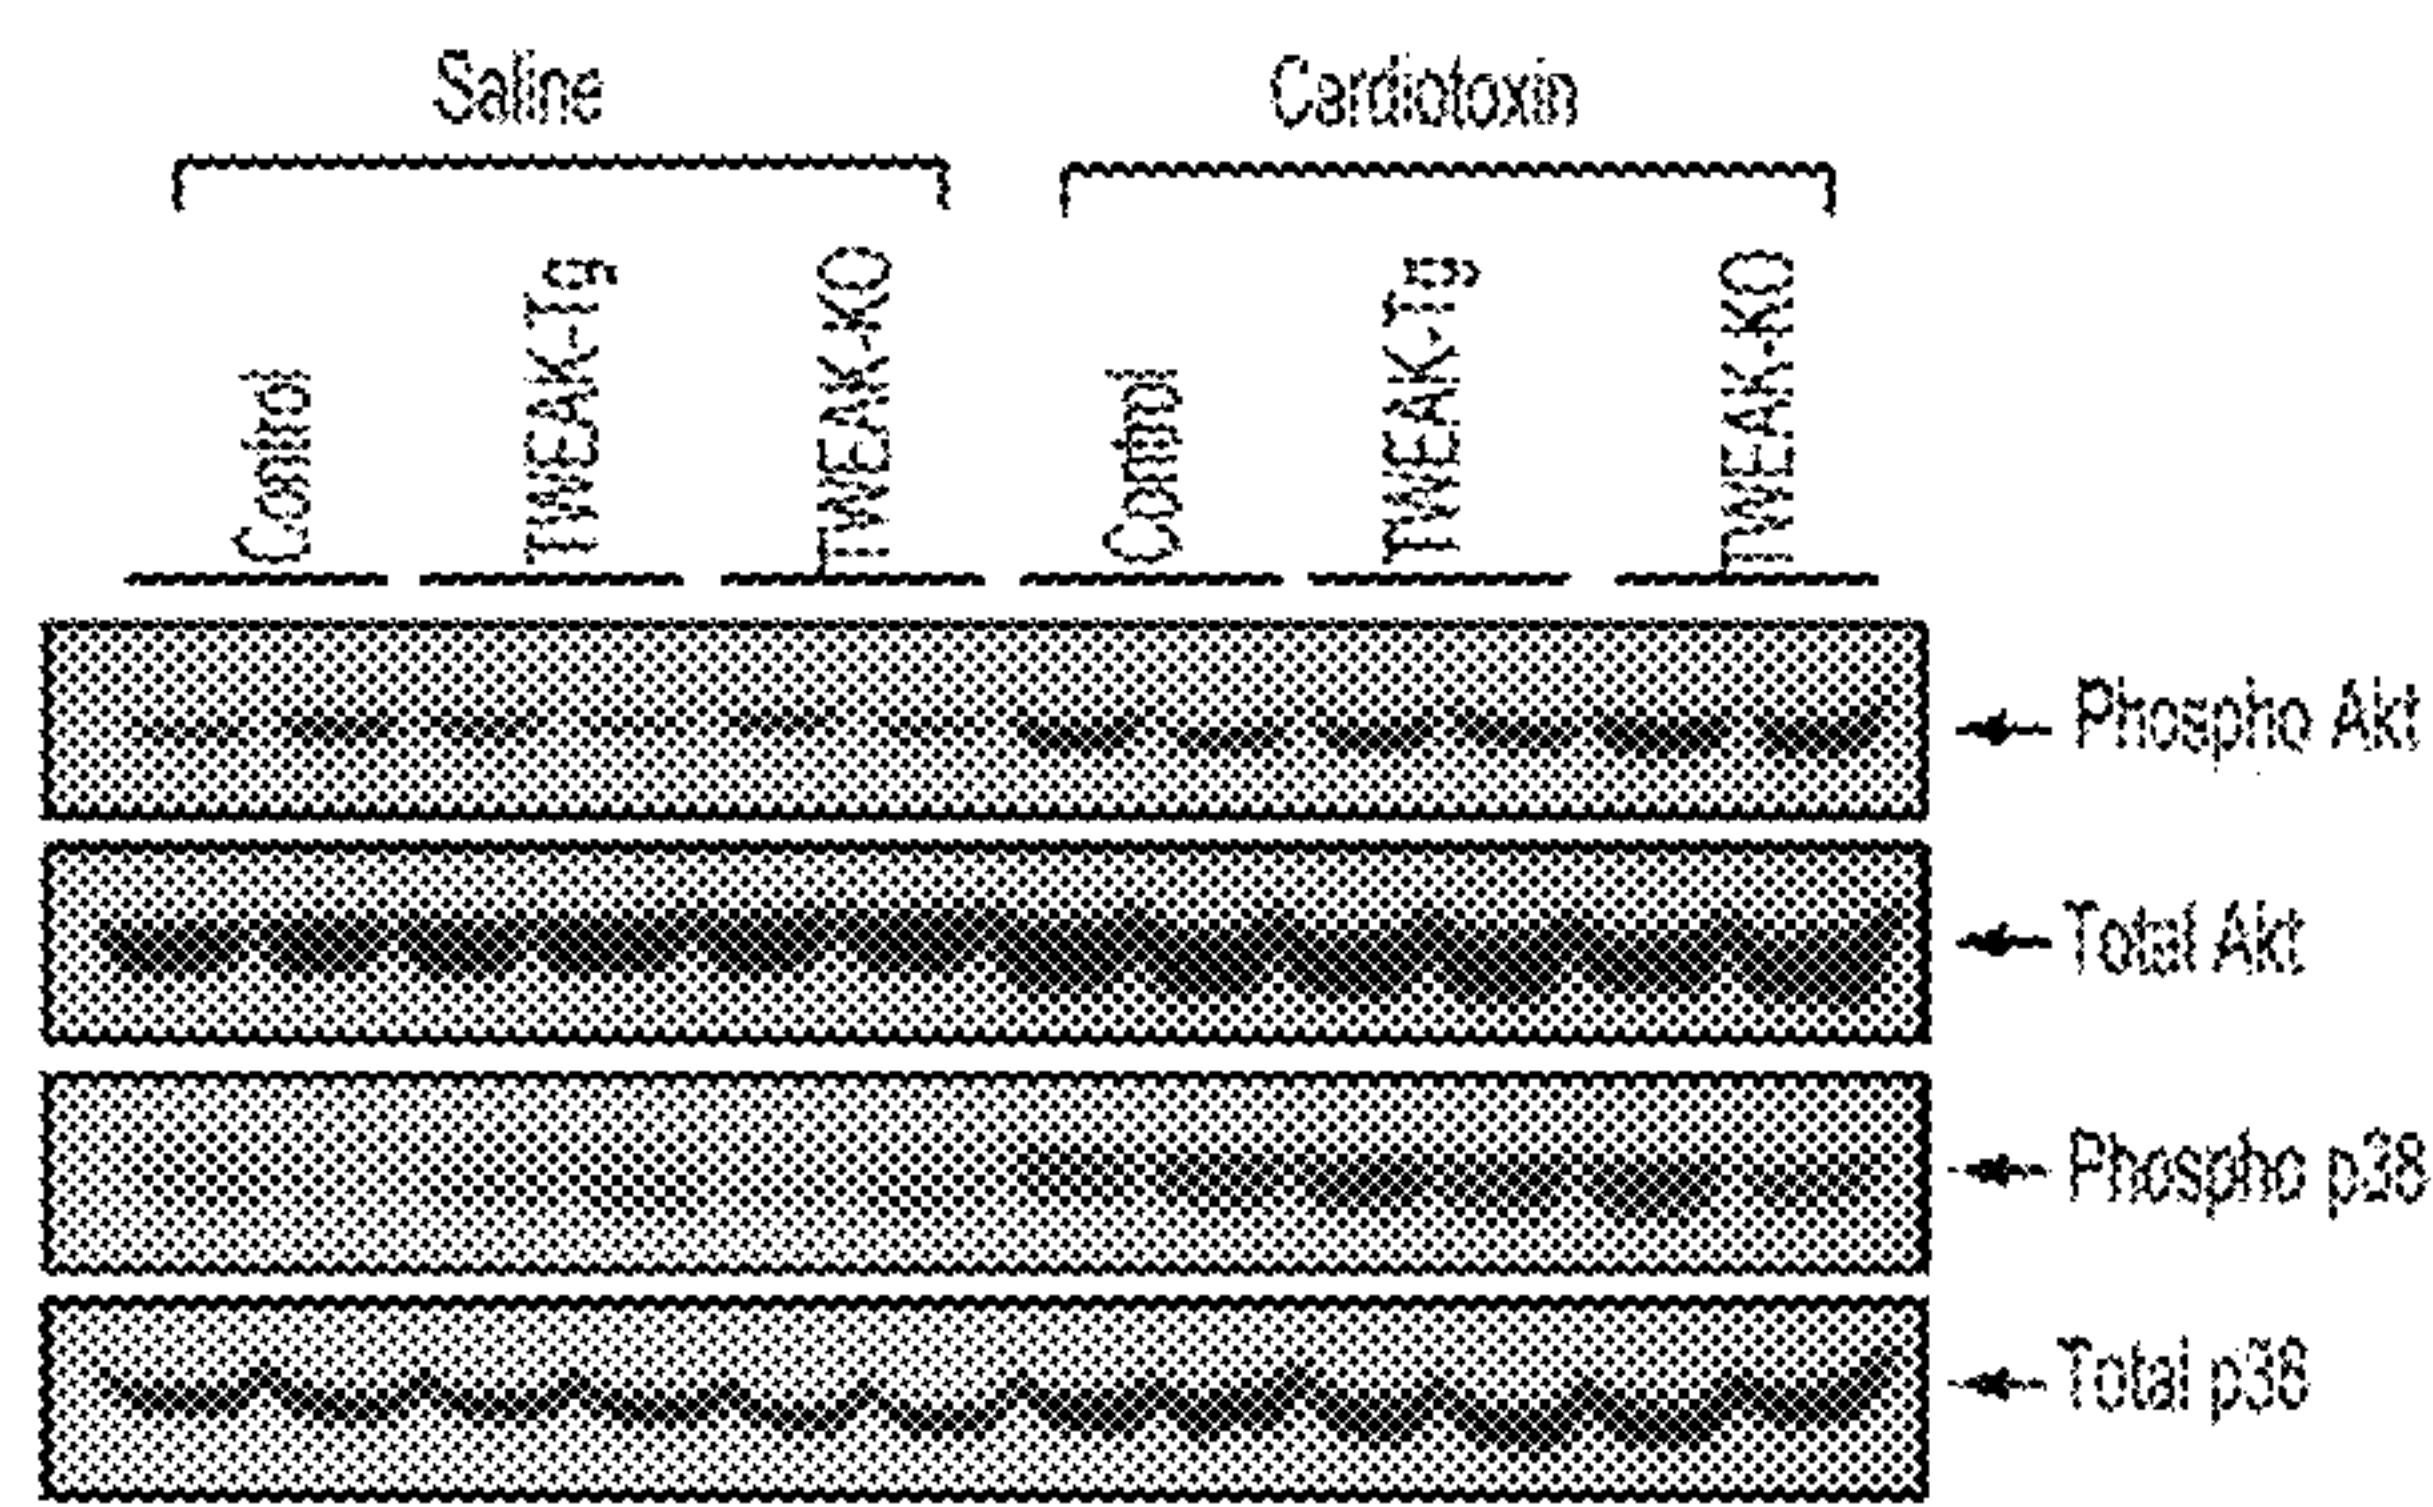 Saline
Cardiotoxin
Control
TWEAK-Tg
TWEAK-KO
Control
TWEAK-Tg
TWEAK-KO
Phospho Akt
Total Akt
Phospho p38
Total p38